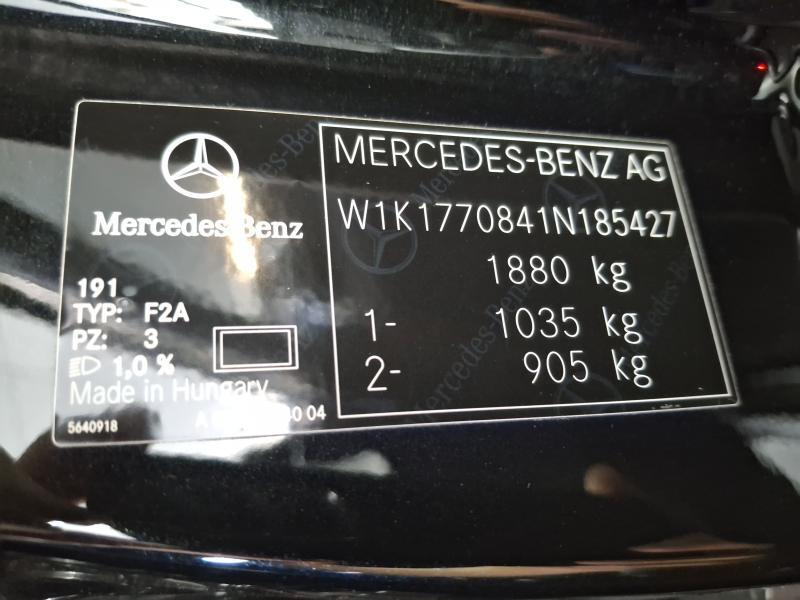 Mercedes-Benz
191
TYP: F2A
PZ: 3
1,0 %
Made in Hungary
5640918
A
04
MERCEDES-BENZ AG
W1K1770841N185427
1880 kg
1- 1035 kg
2- 905 kg